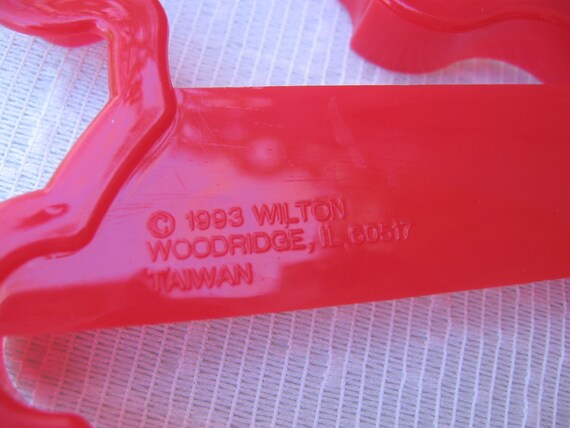 © 1993 WILTON
WOODRIDGE, IL 60517
TAIWAN